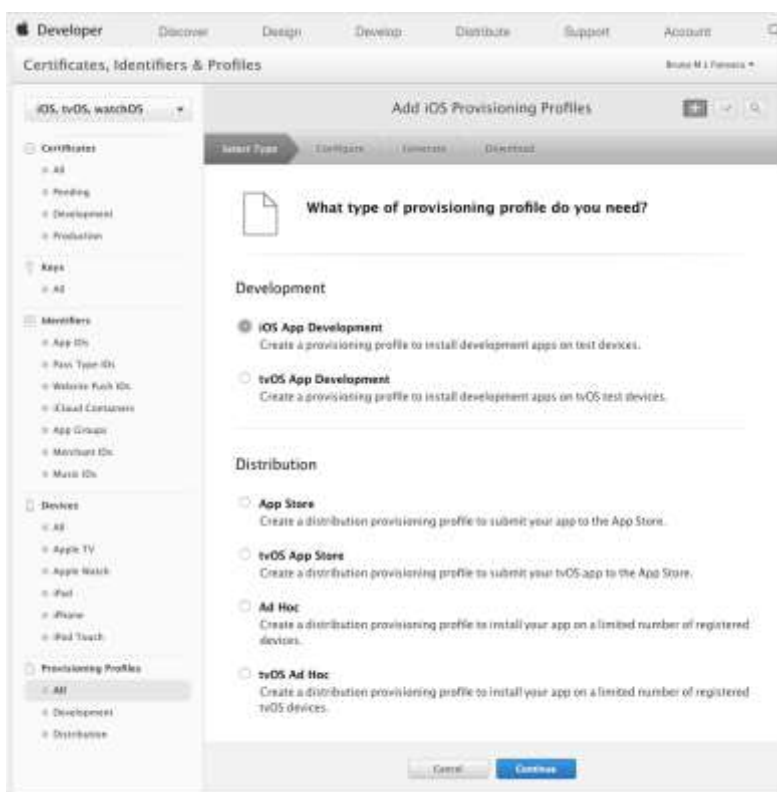 Developer Discover Design Develop Distribute Support Account
Certificates, Identifiers & Profiles
iOS, tvOS, watchOS
Add iOS Provisioning Profiles
Certificates
All
Pending
Development
Production
Keys
All
Identifiers
App IDs
Pass Type IDs
Website Push IDs
iCloud Containers
App Groups
Merchant IDs
Music IDs
Devices
All
Apple TV
Apple Watch
iPad
iPhone
iPod Touch
Provisioning Profiles
All
Development
Distribution
Select Type Configure Generate Download
What type of provisioning profile do you need?
Development
iOS App Development
Create a provisioning profile to install development apps on test devices.
tvOS App Development
Create a provisioning profile to install development apps on tvOS test devices.
Distribution
App Store
Create a distribution provisioning profile to submit your app to the App Store.
tvOS App Store
Create a distribution provisioning profile to submit your tvOS app to the App Store.
Ad Hoc
Create a distribution provisioning profile to install your app on a limited number of registered
devices.
tvOS Ad Hoc
Create a distribution provisioning profile to install your app on a limited number of registered
tvOS devices.
Cancel Continue